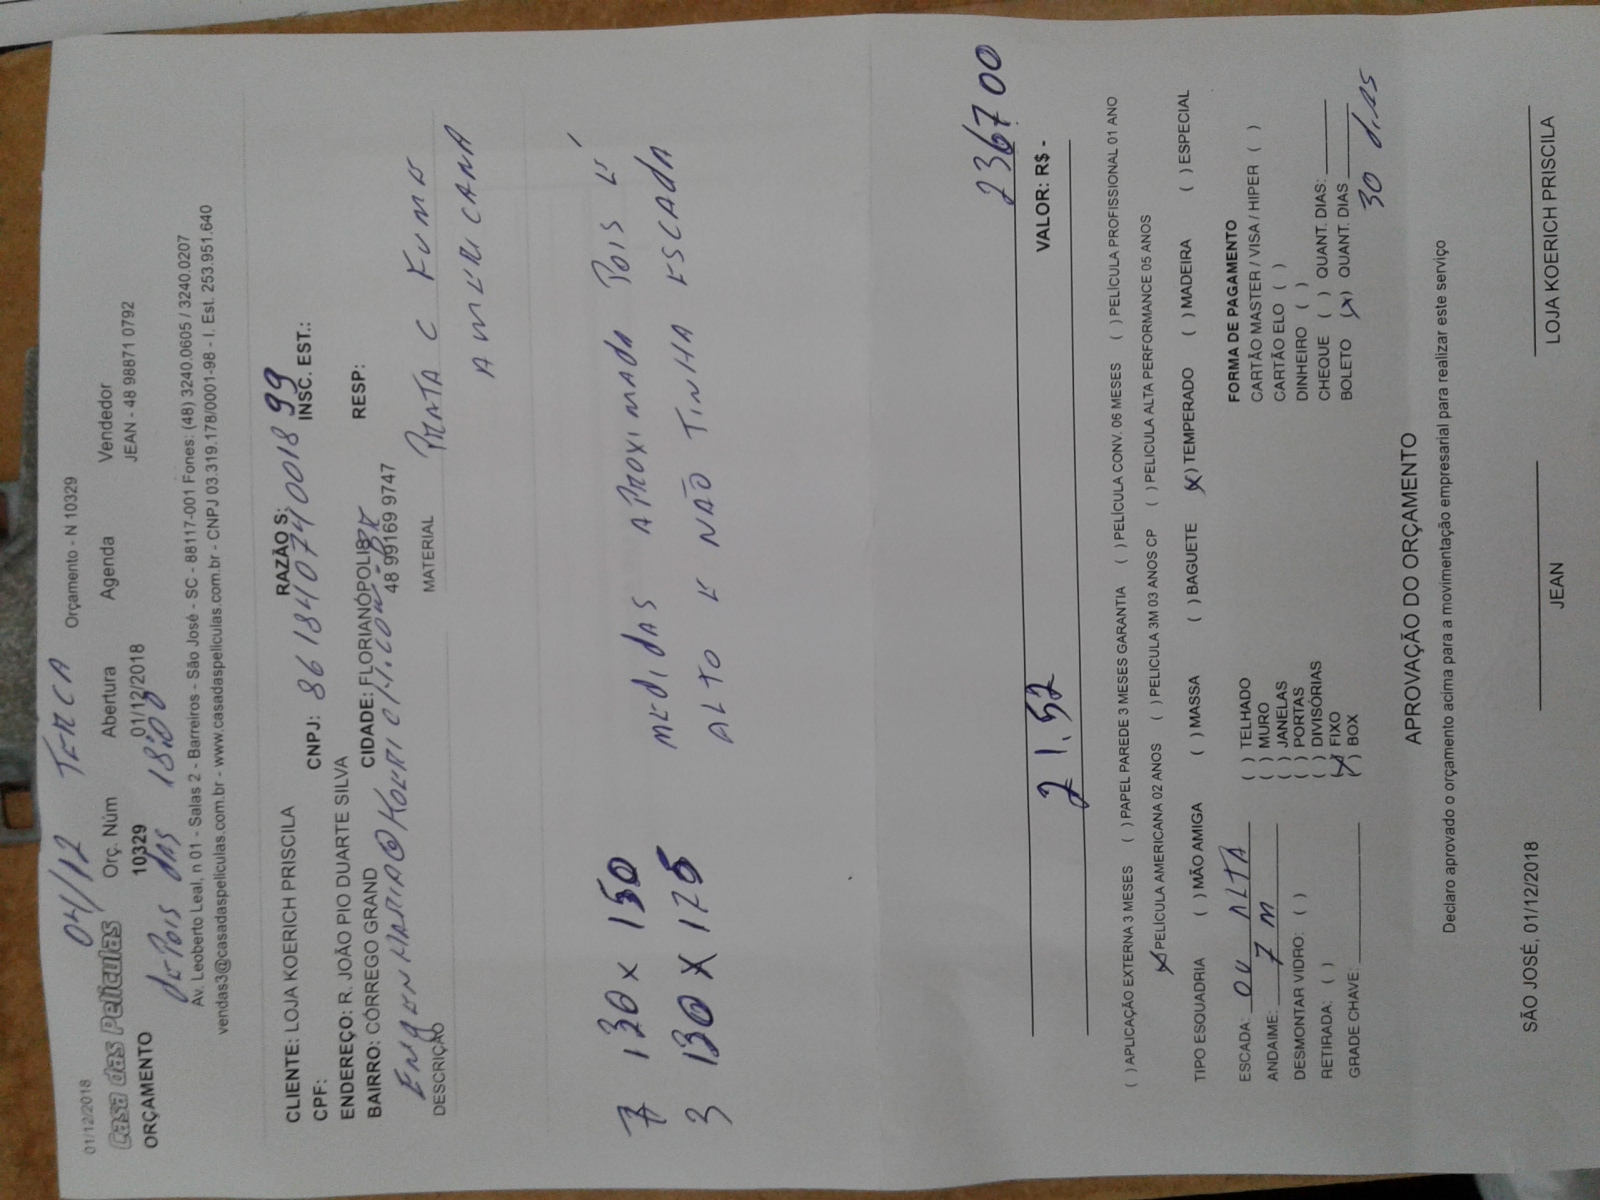 01/12/2018 04/12 TERCA Orçamento - N 10329
Casa das Películas Orç. Núm Abertura Agenda Vendedor
ORÇAMENTO 10329 01/12/2018 JEAN - 48 98871 0792
DEPOIS DAS 18:00
Av. Leoberto Leal, n 01 - Salas 2 - Barreiros - São José - SC - 88117-001 Fones: (48) 3240.0605 / 3240.0207
vendas3@casadaspeliculas.com.br - www.casadaspeliculas.com.br - CNPJ 03.319.178/0001-98 - I. Est. 253.951.640
CLIENTE: LOJA KOERICH PRISCILA RAZÃO S:
CPF: CNPJ: 86184074001899 INSC. EST.:
ENDEREÇO: R. JOÃO PIO DUARTE SILVA
BAIRRO: CÓRREGO GRAND CIDADE: FLORIANÓPOLIS RESP:
48 99169 9747
DESCRIÇÃO MATERIAL PRATA C FUME
AMERICANA
7 130 x 150 MEDIDAS APROXIMADA POIS É
3 130 X 175 ALTO E NÃO TINHA ESCADA
2367 00
21.52 VALOR: R$ -
( ) APLICAÇÃO EXTERNA 3 MESES ( ) PAPEL PAREDE 3 MESES GARANTIA ( ) PELÍCULA CONV. 06 MESES ( ) PELÍCULA PROFISSIONAL 01 ANO
(X) PELÍCULA AMERICANA 02 ANOS ( ) PELICULA 3M 03 ANOS CP ( ) PELICULA ALTA PERFORMANCE 05 ANOS
TIPO ESQUADRIA ( ) MÃO AMIGA ( ) MASSA ( ) BAGUETE (X) TEMPERADO ( ) MADEIRA ( ) ESPECIAL
ESCADA: OU ALTA ( ) TELHADO FORMA DE PAGAMENTO
ANDAIME: 7 M ( ) MURO CARTÃO MASTER / VISA / HIPER ( )
( ) JANELAS CARTÃO ELO ( )
DESMONTAR VIDRO: ( ) ( ) PORTAS DINHEIRO ( )
RETIRADA: ( ) ( ) DIVISÓRIAS CHEQUE ( ) QUANT. DIAS:
(X) FIXO BOLETO (X) QUANT. DIAS
GRADE CHAVE: ( ) BOX 30 DIAS
APROVAÇÃO DO ORÇAMENTO
Declaro aprovado o orçamento acima para a movimentação empresarial para realizar este serviço
SÃO JOSÉ, 01/12/2018 JEAN LOJA KOERICH PRISCILA